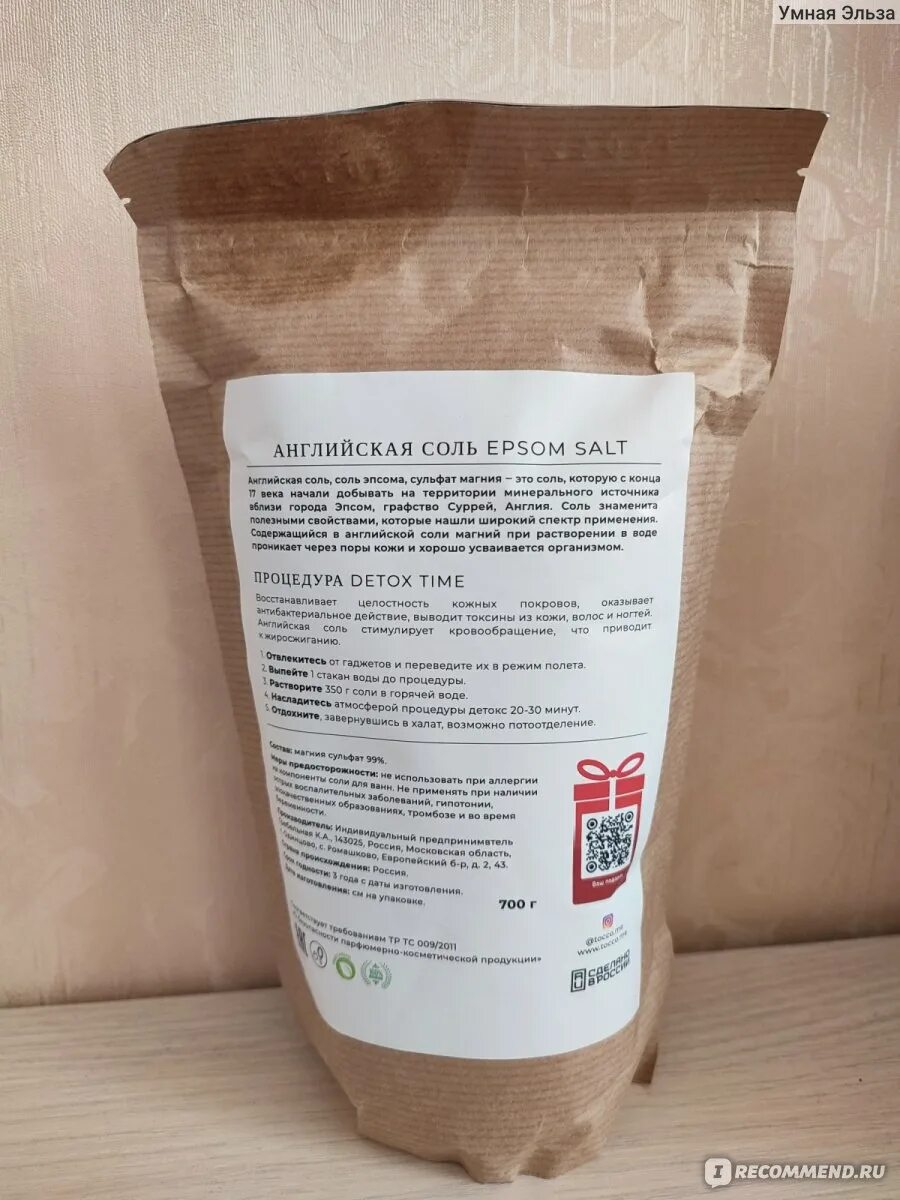 Умная Эльза
АНГЛИЙСКАЯ СОЛЬ EPSOM SALT
Английская соль, соль эпсома, сульфат магния – это соль, которую с конца
17 века начали добывать на территории минерального источника
вблизи города Эпсом, графство Суррей, Англия. Соль знаменита
полезными свойствами, которые нашли широкий спектр применения.
Содержащийся в английской соли магний при растворении в воде
проникает через поры кожи и хорошо усваивается организмом.
ПРОЦЕДУРА DETOX TIME
Восстанавливает целостность кожных покровов, оказывает
антибактериальное действие, выводит токсины из кожи, волос и ногтей.
Английская соль стимулирует кровообращение, что приводит
к жиросжиганию.
1. Отвлекитесь от гаджетов и переведите их в режим полета.
2. Выпейте 1 стакан воды до процедуры.
3. Растворите 350 г соли в горячей воде.
4. Насладитесь атмосферой процедуры детокс 20-30 минут.
5. Отдохните, завернувшись в халат, возможно потоотделение.
Состав: магния сульфат 99%.
Меры предосторожности: не использовать при аллергии
на компоненты соли для ванн. Не применять при наличии
острых воспалительных заболеваний, гипотонии,
злокачественных образованиях, тромбозе и во время
беременности.
Производитель: Индивидуальный предпринимвтель
К.А., 143025, Россия, Московская область,
г. Одинцово, с. Ромашково, Европейский б-р, д. 2, 43.
Страна происхождения: Россия.
Срок годности: 3 года с даты изготовления.
Дата изготовления: см на упаковке.
700 г
Ваш подарок
Соответствует требованиям ТР ТС 009/2011
«О безопасности парфюмерно-косметической продукции»
@tocco.me
www.tocco.me
СДЕЛАНО
В РОССИИ
IRECOMMEND.RU